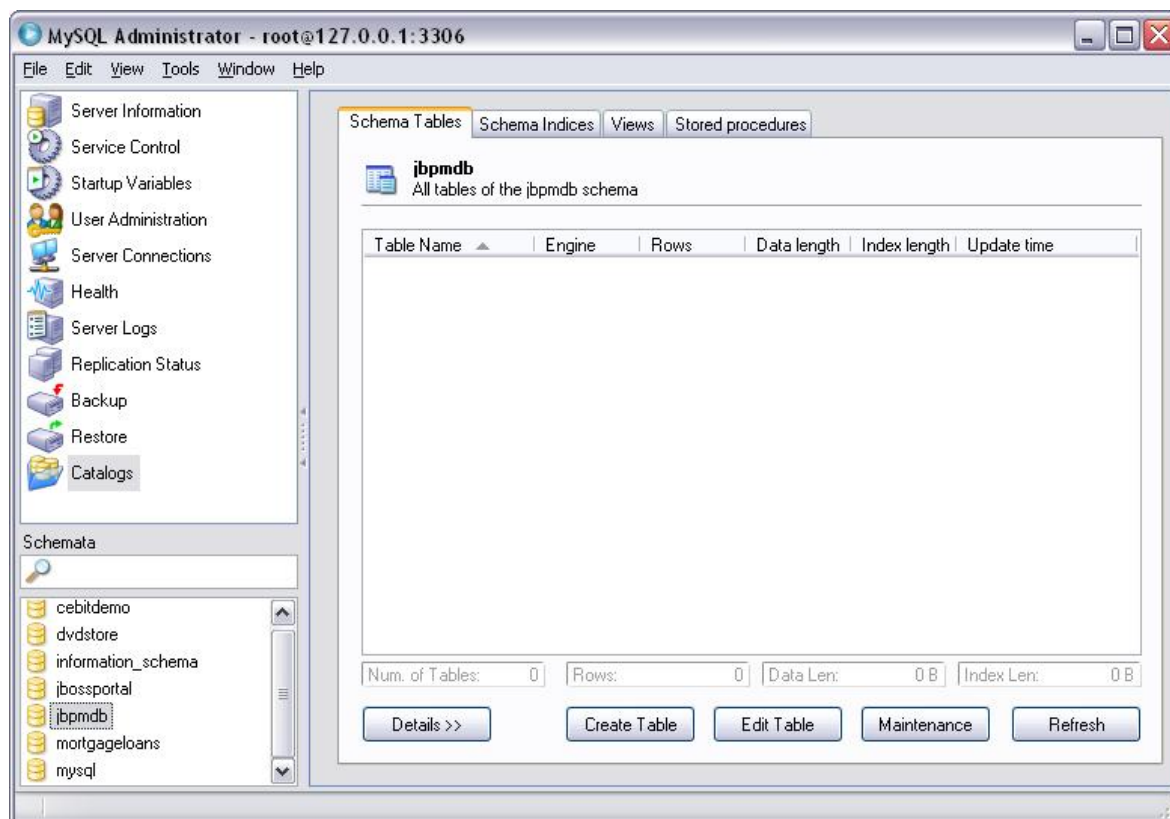 MySQL Administrator - root@127.0.0.1:3306
File Edit View Tools Window Help
Server Information
Service Control
Startup Variables
User Administration
Server Connections
Health
Server Logs
Replication Status
Backup
Restore
Catalogs
Schemata
cebitdemo
dvdstore
information_schema
jbossportal
jbpmdb
mortgageloans
mysql
Schema Tables Schema Indices Views Stored procedures
jbpmdb
All tables of the jbpmdb schema
Table Name Engine Rows Data length Index length Update time
Num. of Tables: 0 Rows: 0 Data Len: 0 B Index Len: 0 B
Details >> Create Table Edit Table Maintenance Refresh